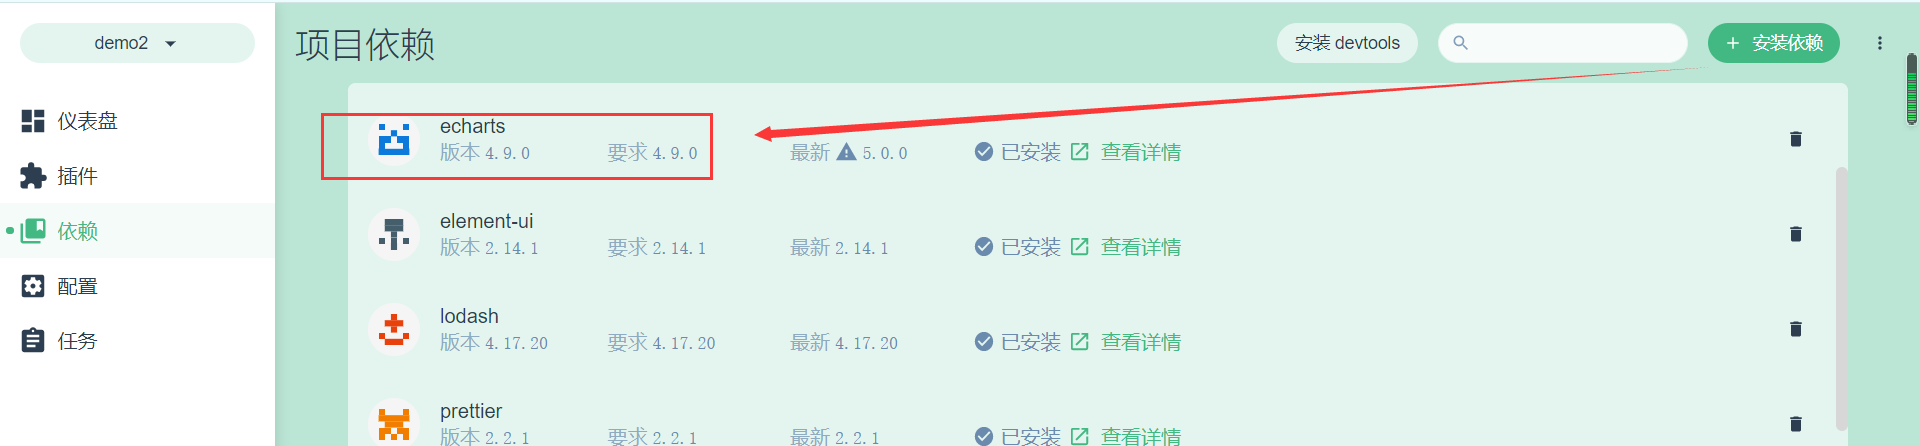 demo2
项目依赖
安装 devtools
安装依赖
仪表盘
插件
依赖
配置
任务
echarts
版本 4.9.0 要求 4.9.0 最新 5.0.0 已安装 查看详情
element-ui
版本 2.14.1 要求 2.14.1 最新 2.14.1 已安装 查看详情
lodash
版本 4.17.20 要求 4.17.20 最新 4.17.20 已安装 查看详情
prettier
版本 2.2.1 要求 2.2.1 最新 2.2.1 已安装 查看详情